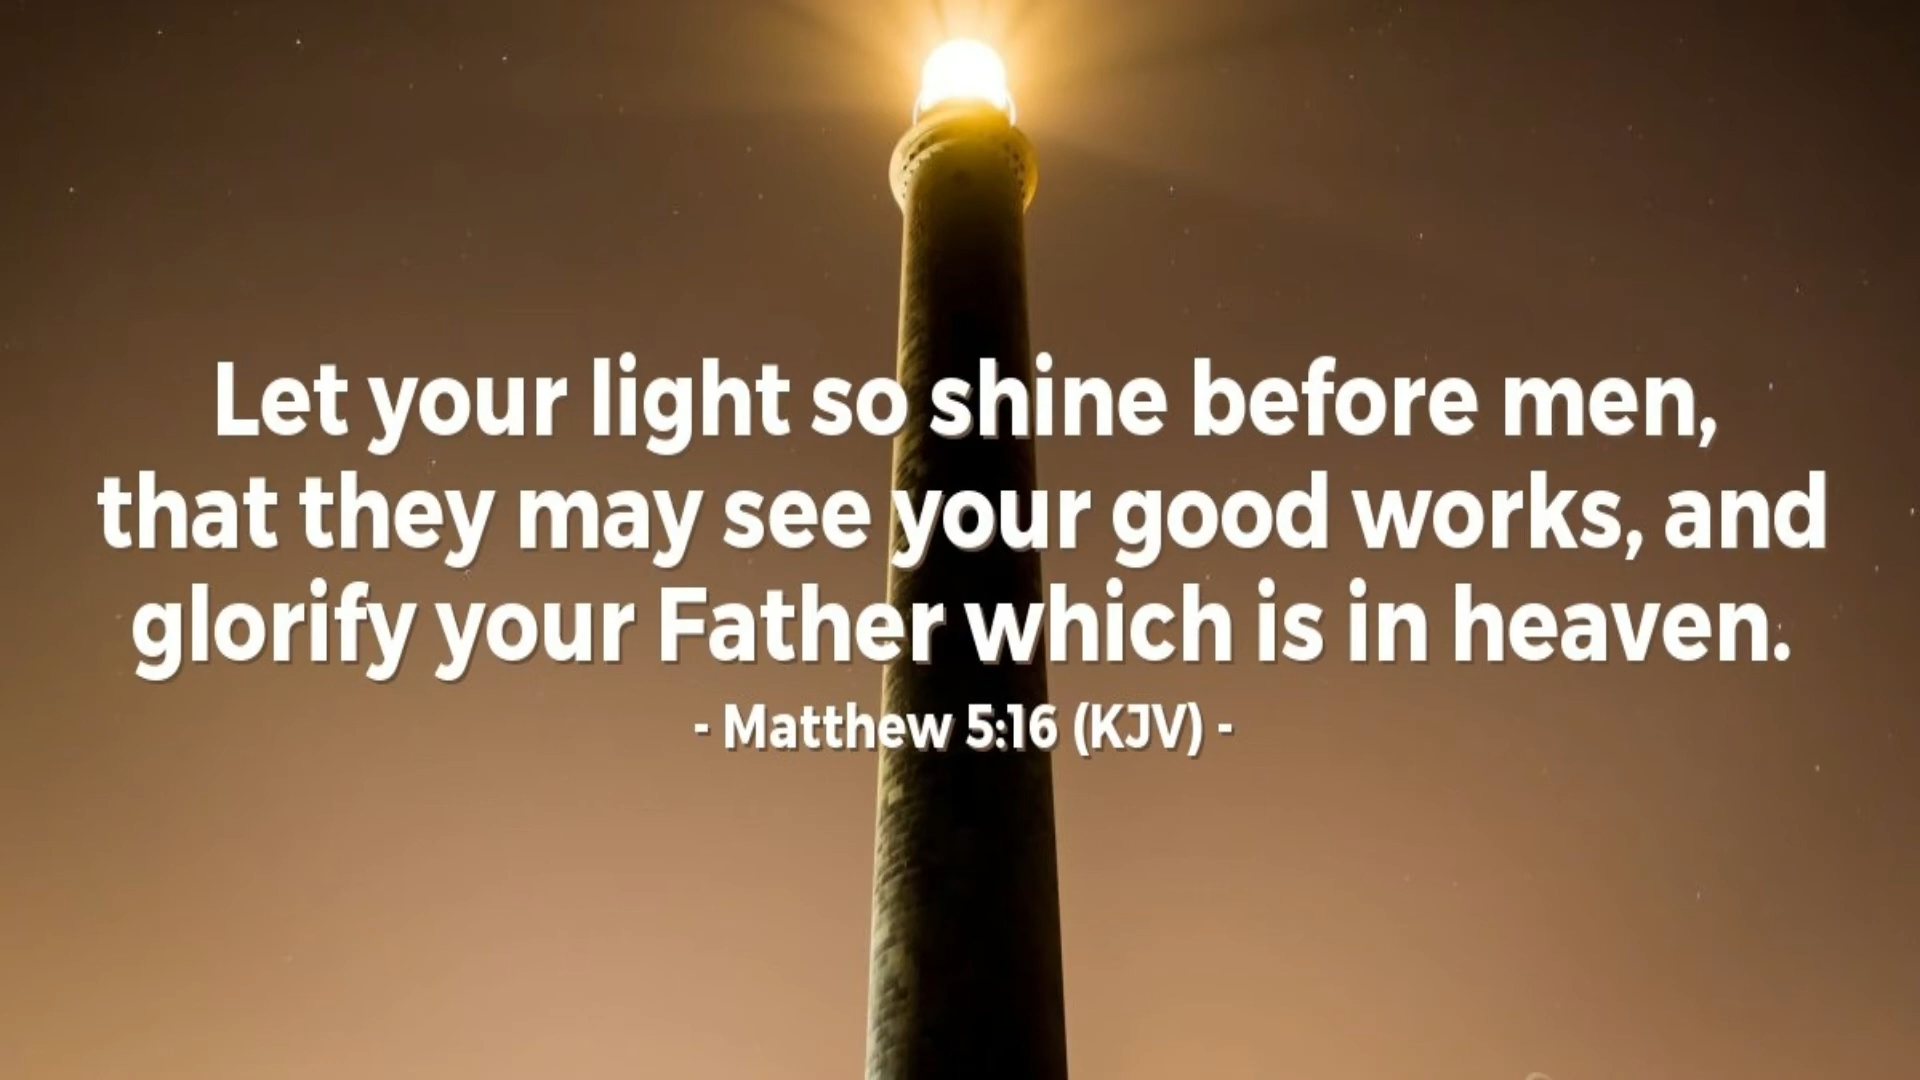 Let your light so shine before men,
that they may see your good works, and
glorify your Father which is in heaven.
- Matthew 5:16 (KJV) -